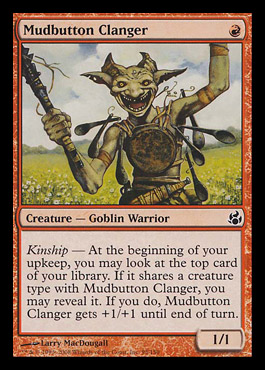 Mudbutton Clanger
Creature — Goblin Warrior
Kinship — At the beginning of your
upkeep, you may look at the top card
of your library. If it shares a creature
type with Mudbutton Clanger, you
may reveal it. If you do, Mudbutton
Clanger gets +1/+1 until end of turn.
Larry MacDougall
1/1